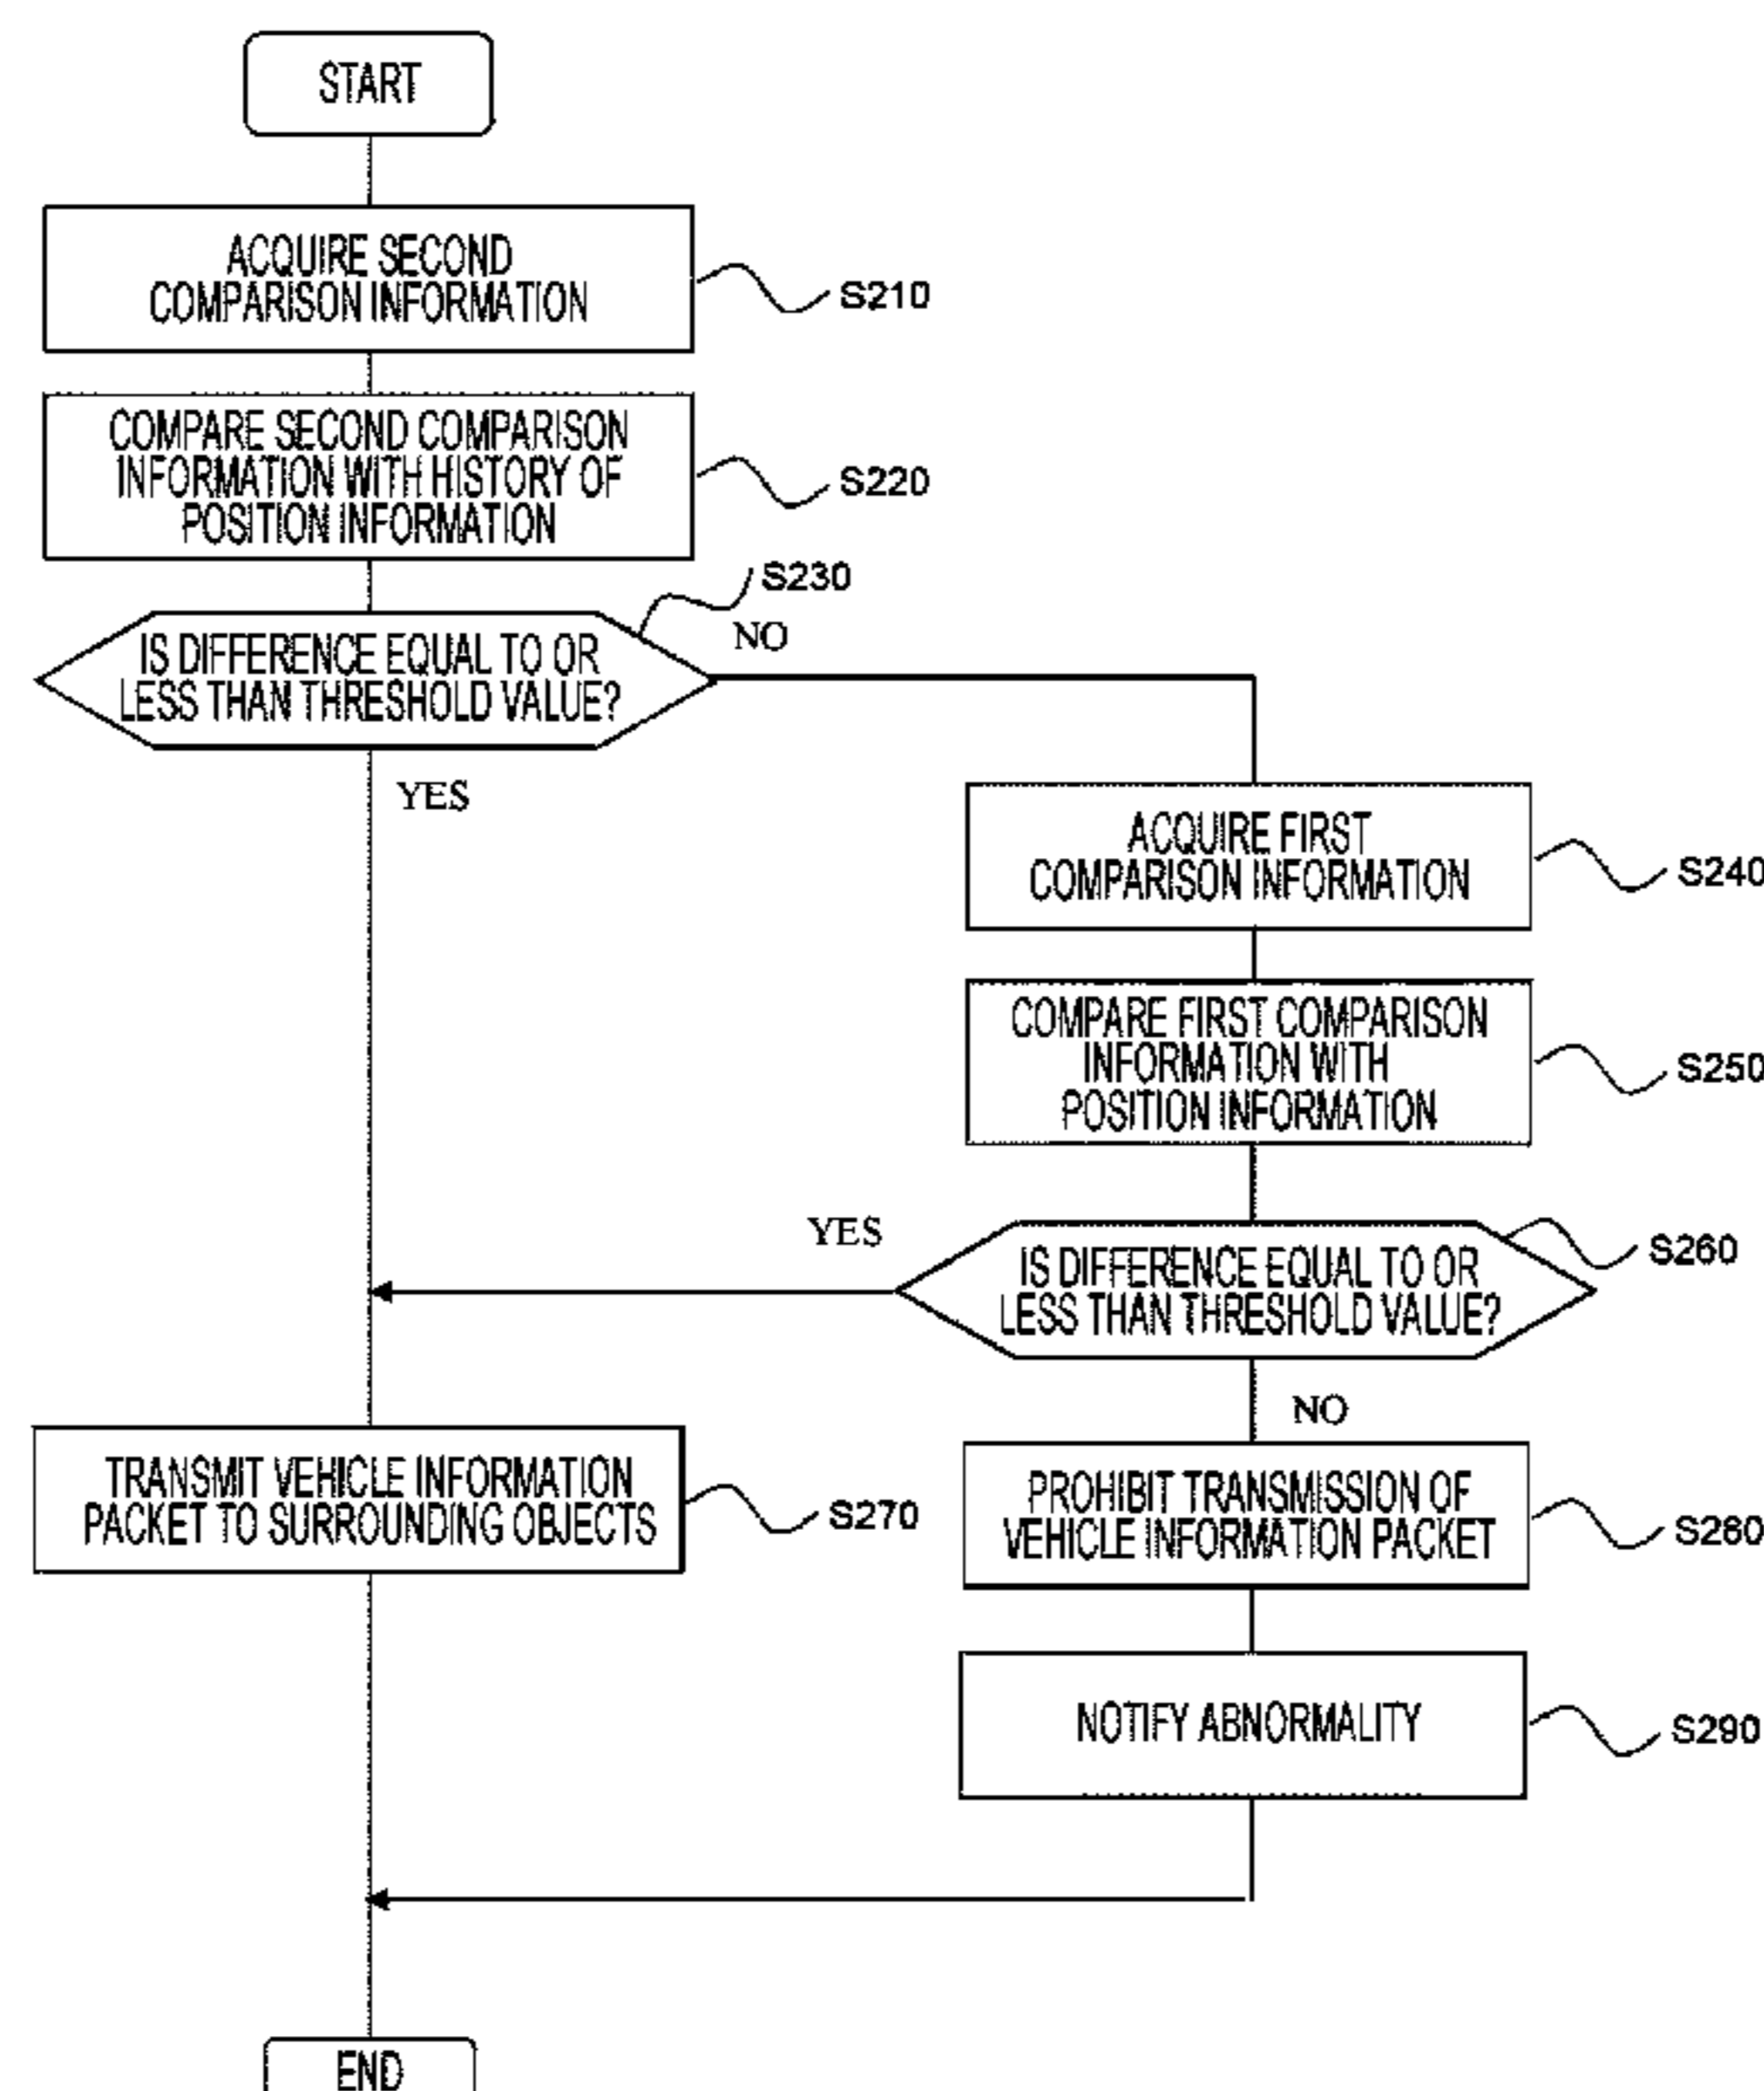 START
ACQUIRE SECOND
COMPARISON INFORMATION
S210
COMPARE SECOND COMPARISON
INFORMATION WITH HISTORY OF
POSITION INFORMATION
S220
S230
IS DIFFERENCE EQUAL TO OR
LESS THAN THRESHOLD VALUE?
NO
YES
ACQUIRE FIRST
COMPARISON INFORMATION
S240
COMPARE FIRST COMPARISON
INFORMATION WITH
POSITION INFORMATION
S250
YES
IS DIFFERENCE EQUAL TO OR
LESS THAN THRESHOLD VALUE?
S260
NO
TRANSMIT VEHICLE INFORMATION
PACKET TO SURROUNDING OBJECTS
S270
PROHIBIT TRANSMISSION OF
VEHICLE INFORMATION PACKET
S280
NOTIFY ABNORMALITY
S290
END